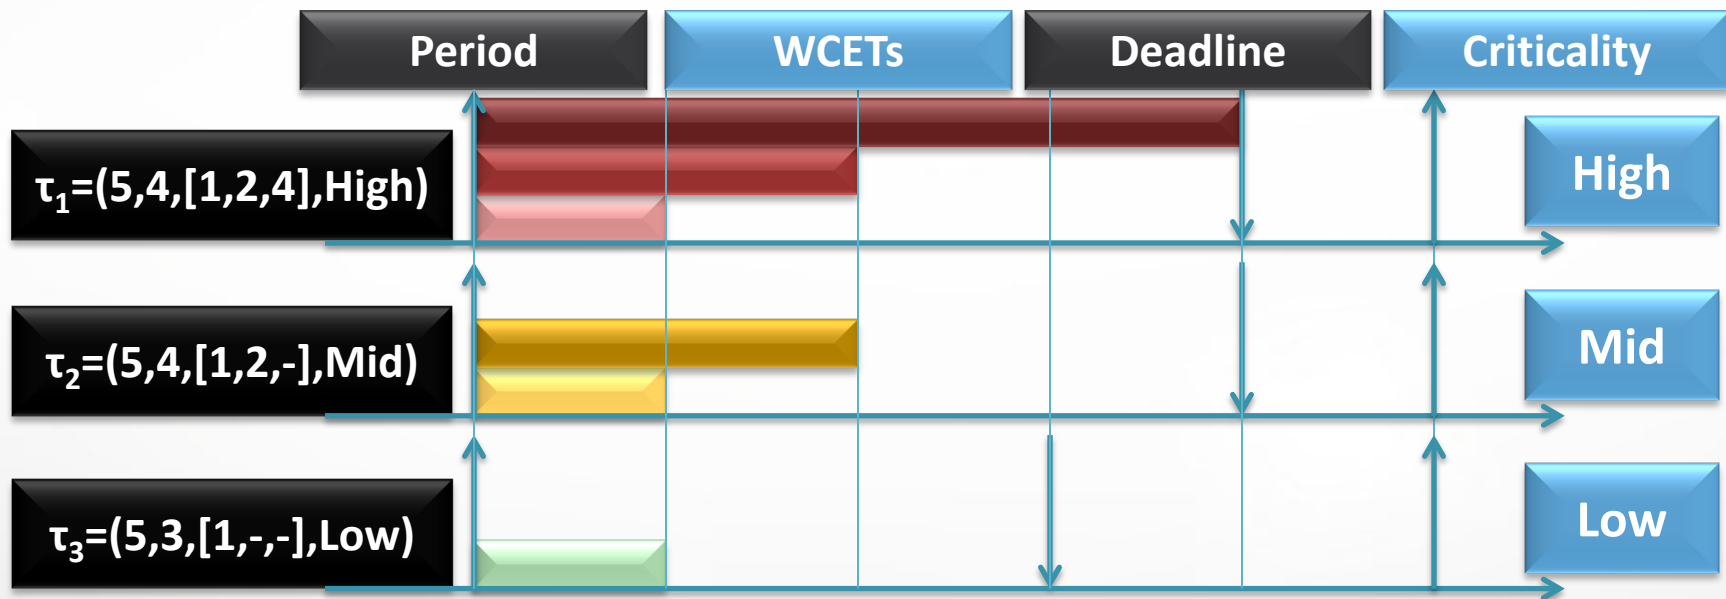 Period WCETs Deadline Criticality
τ1=(5,4,[1,2,4],High) High
τ2=(5,4,[1,2,-],Mid) Mid
τ3=(5,3,[1,-,-],Low) Low